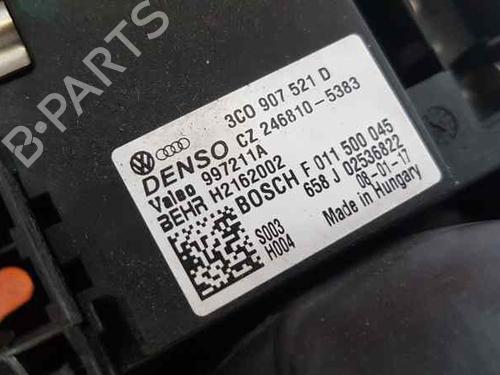 3C0 907 521 D
DENSO CZ 246810-5383
Valeo 997211A
BEHR H2162002
BOSCH F 011 500 045
658 J 02536822
08-01-17
Made in Hungary
S003
H004
B-PARTS